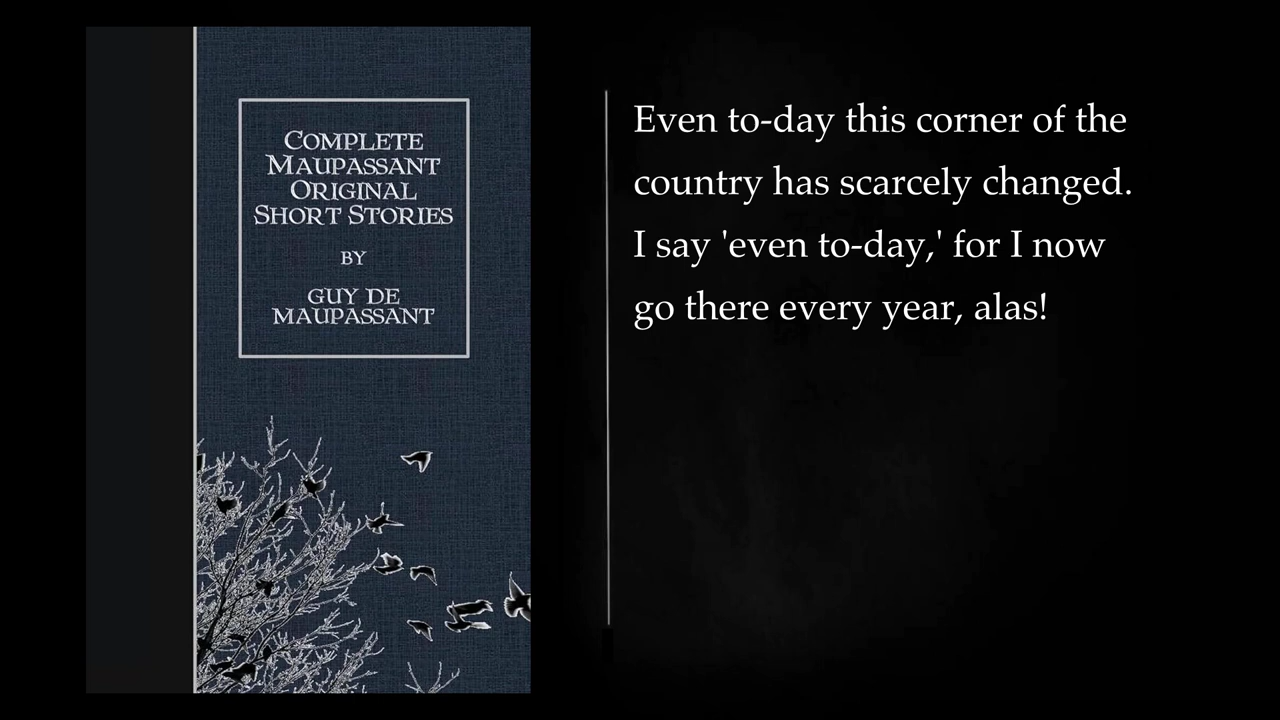 COMPLETE
MAUPASSANT
ORIGINAL
SHORT STORIES
BY
GUY DE
MAUPASSANT
Even to-day this corner of the
country has scarcely changed.
I say 'even to-day,' for I now
go there every year, alas!